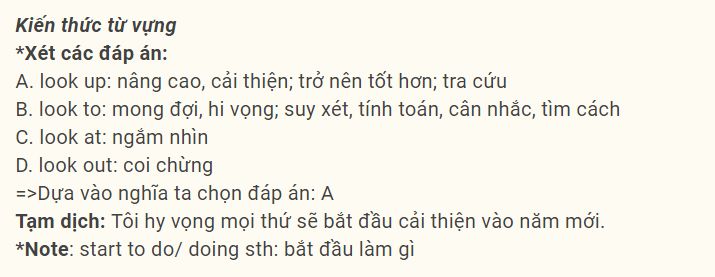 Kiến thức từ vựng
*Xét các đáp án:
A. look up: nâng cao, cải thiện; trở nên tốt hơn; tra cứu
B. look to: mong đợi, hi vọng; suy xét, tính toán, cân nhắc, tìm cách
C. look at: ngắm nhìn
D. look out: coi chừng
=>Dựa vào nghĩa ta chọn đáp án: A
Tạm dịch: Tôi hy vọng mọi thứ sẽ bắt đầu cải thiện vào năm mới.
*Note: start to do/ doing sth: bắt đầu làm gì